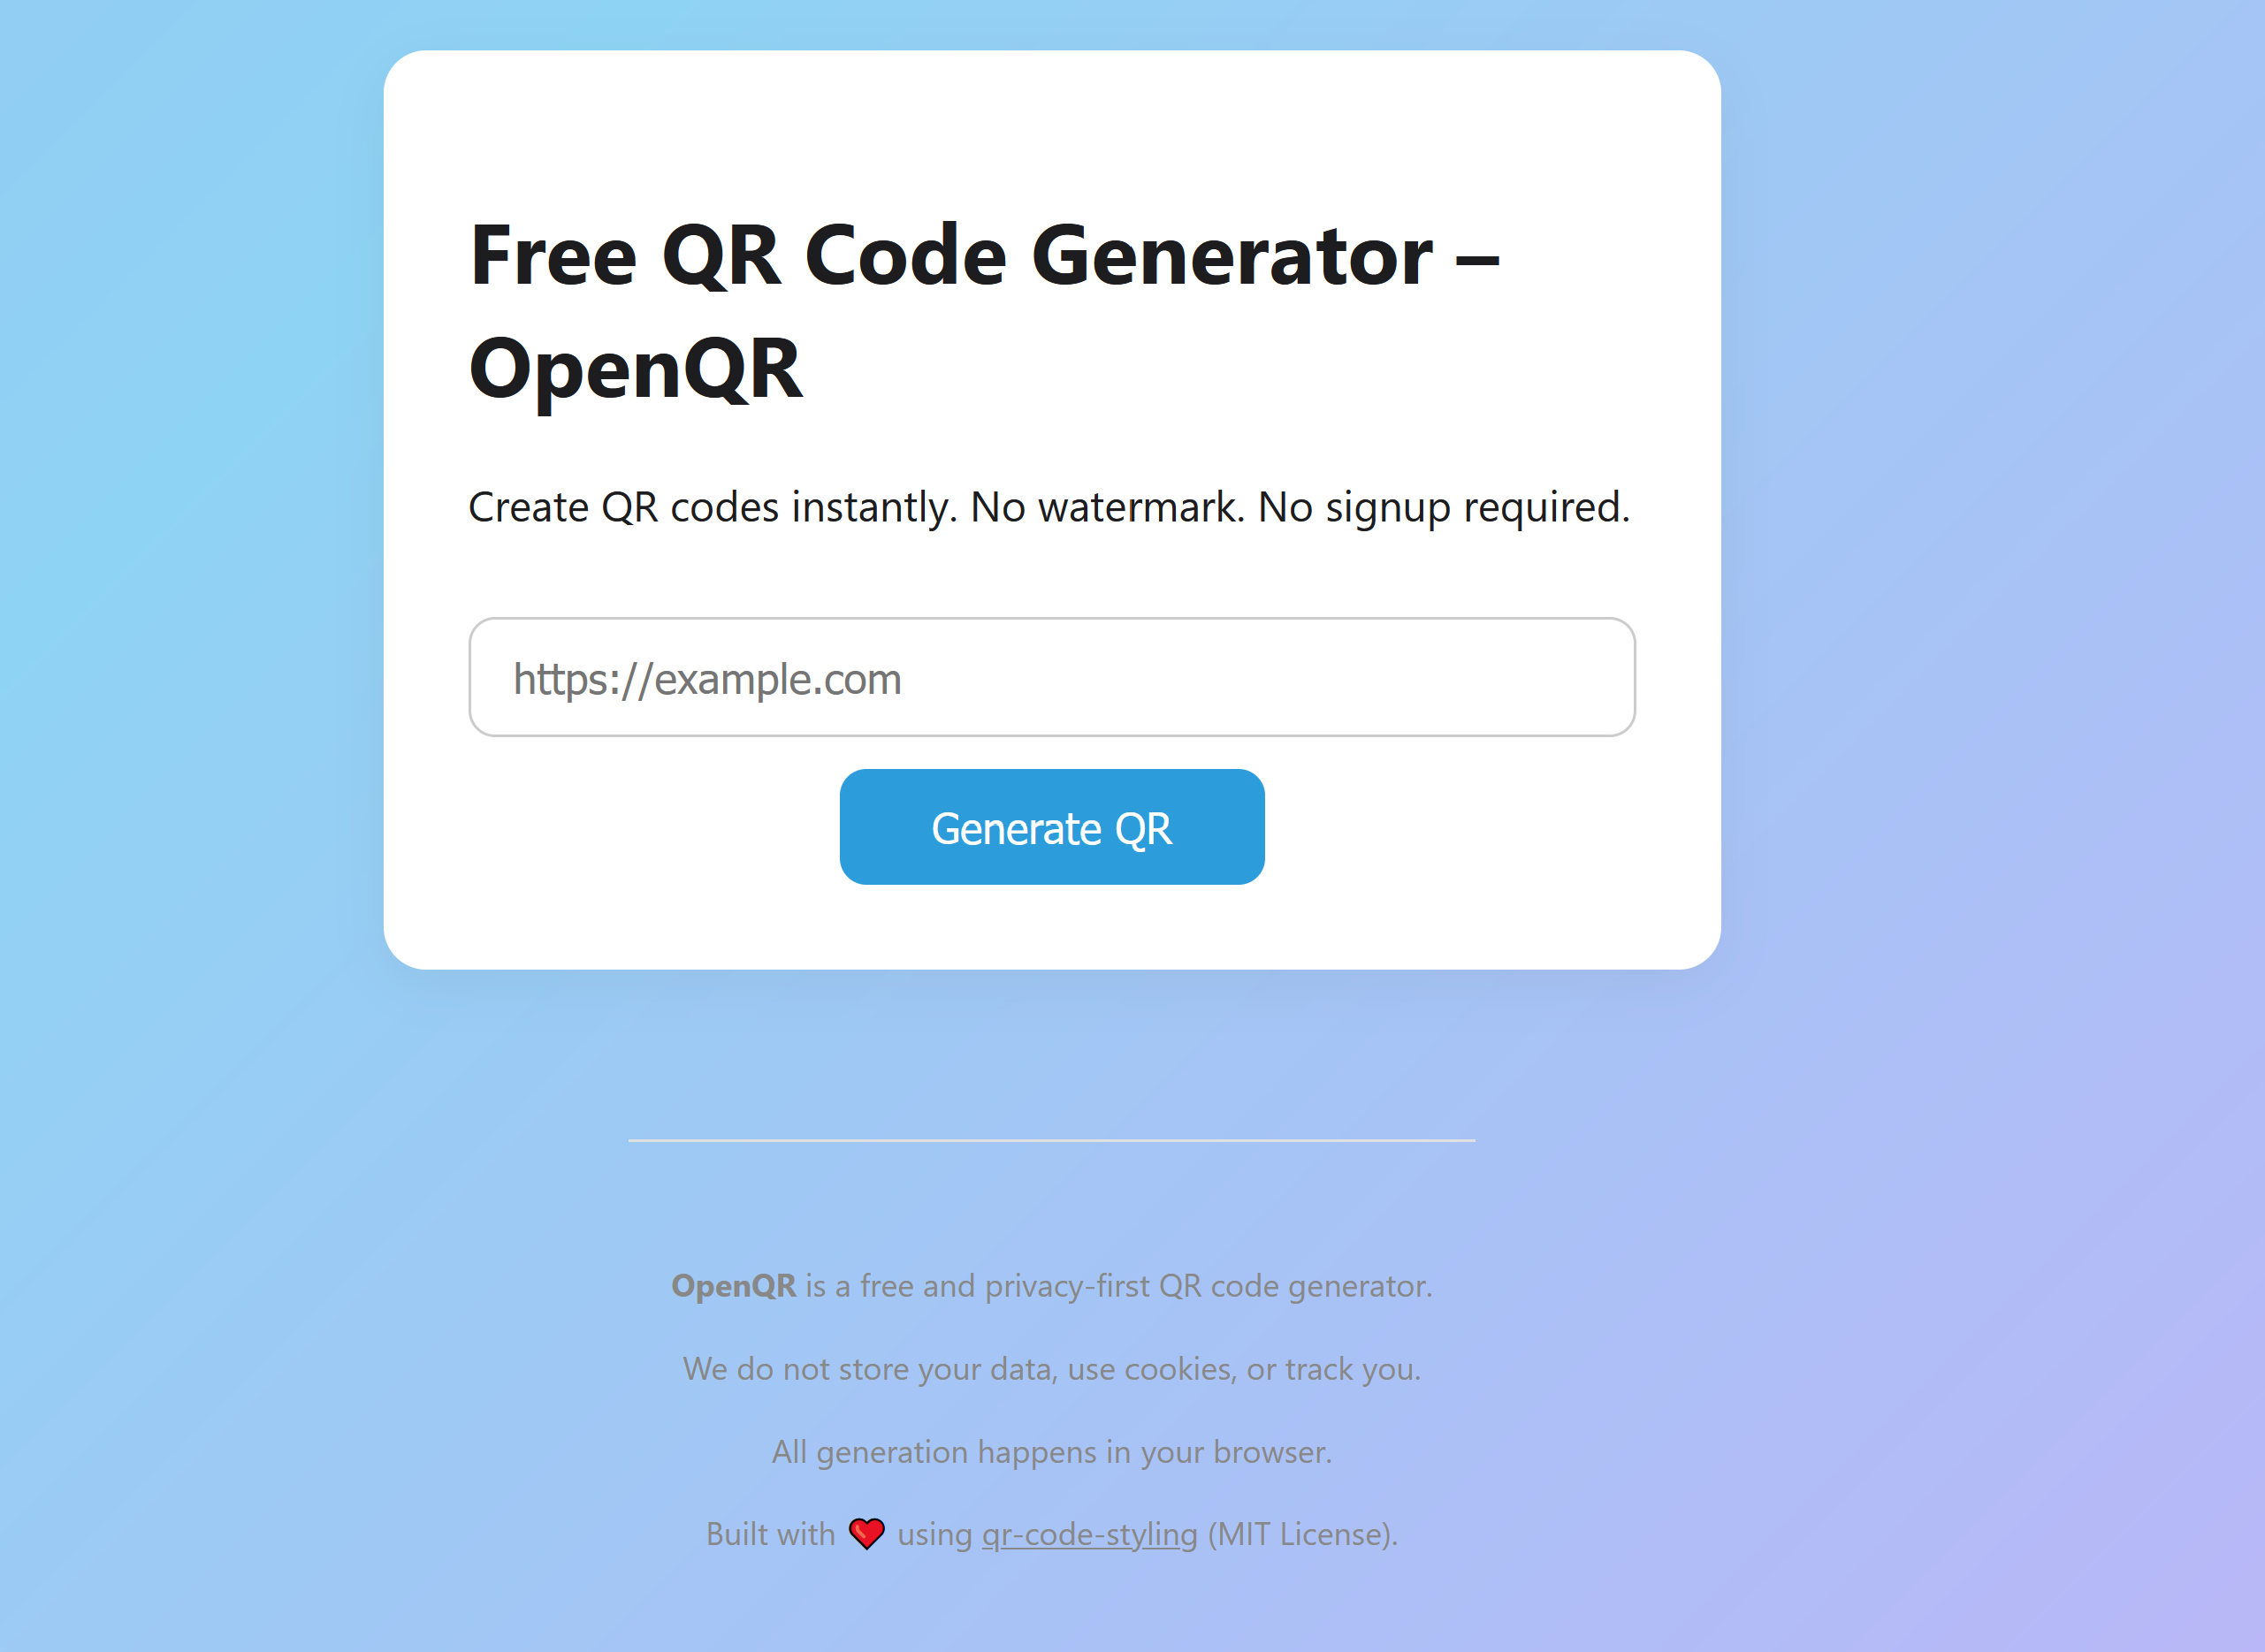 Free QR Code Generator –
OpenQR
Create QR codes instantly. No watermark. No signup required.
https://example.com
Generate QR
OpenQR is a free and privacy-first QR code generator.
We do not store your data, use cookies, or track you.
All generation happens in your browser.
Built with ❤️ using qr-code-styling (MIT License).